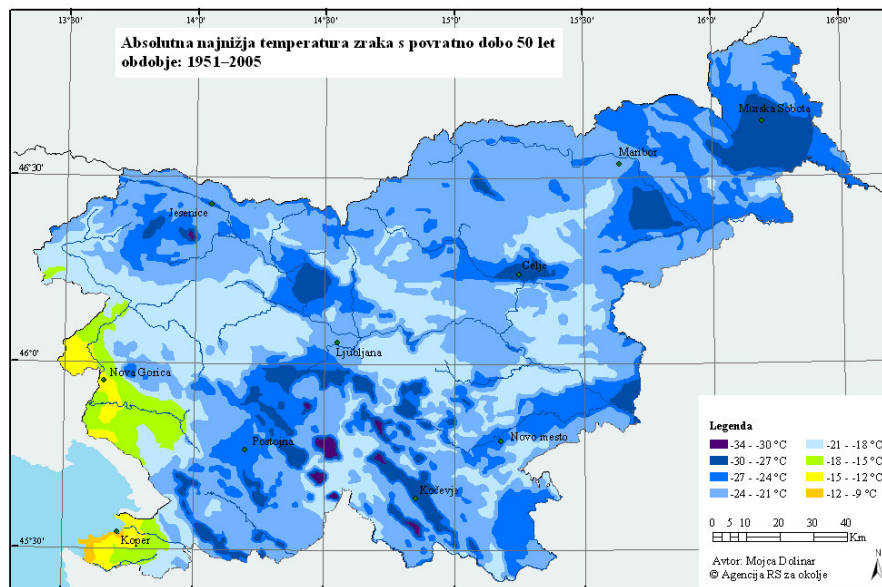 13°30'
14°00'
14°30'
15°00'
15°30'
16°00'
16°30'
Absolutna najnižja temperatura zraka s povratno dobo 50 let
obdobje: 1951–2005
Murska Sobota
Maribor
46°30'
Jesenice
Celje
Ljubljana
46°0'
Nova Gorica
Novo mesto
Postojna
Kočevje
45°30'
Koper
Legenda
-34 - -30 °C
-30 - -27 °C
-27 - -24 °C
-24 - -21 °C
-21 - -18 °C
-18 - -15 °C
-15 - -12 °C
-12 - -9 °C
0 5 10 20 30 40
Km
Avtor: Mojca Dolinar
© Agencija RS za okolje
N